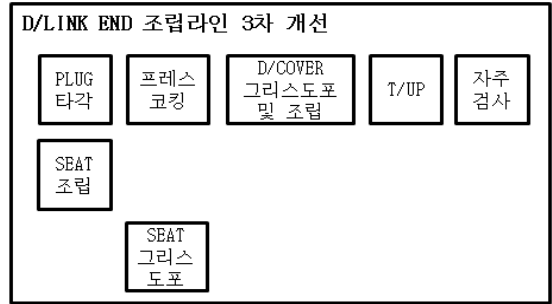 D/LINK END 조립라인 3차 개선
PLUG
타각
프레스
코킹
D/COVER
그리스도포
및 조립
T/UP
자주
검사
SEAT
조립
SEAT
그리스
도포